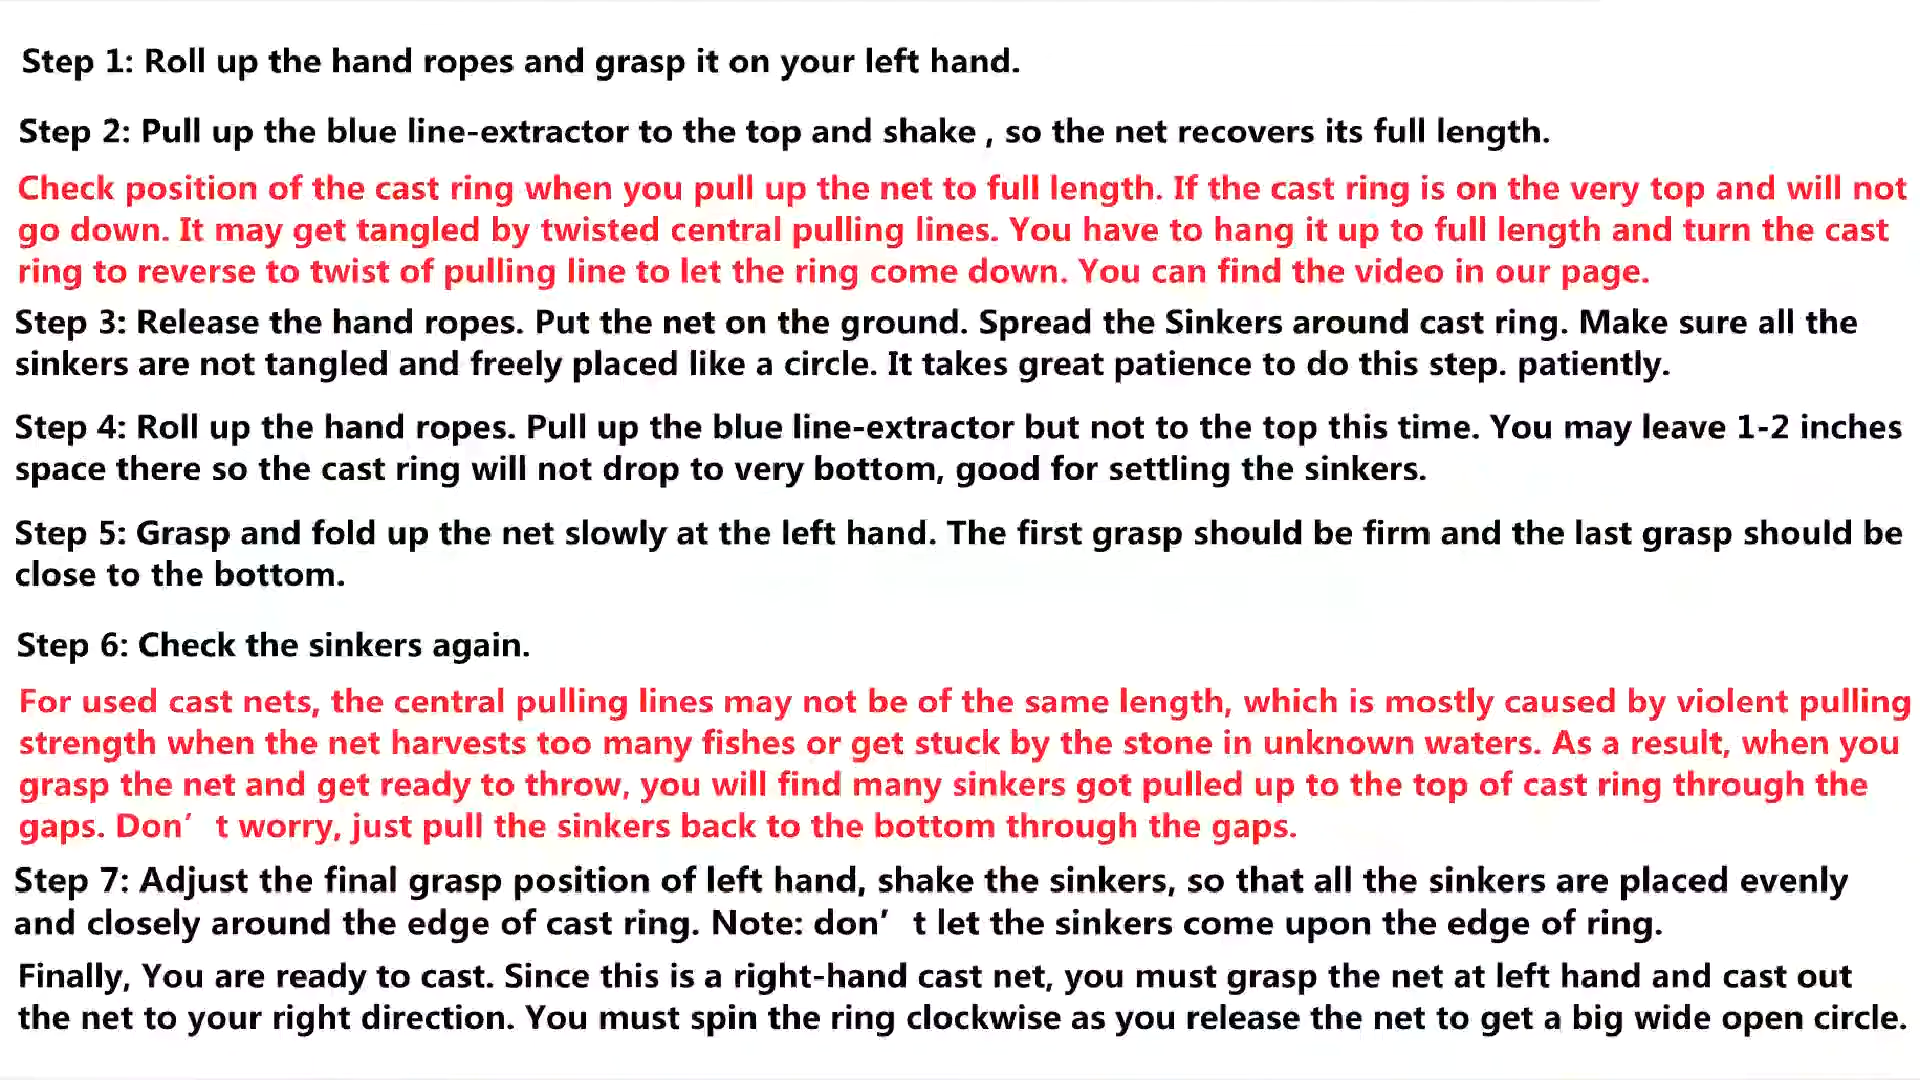 Step 1: Roll up the hand ropes and grasp it on your left hand.
Step 2: Pull up the blue line-extractor to the top and shake , so the net recovers its full length.
Check position of the cast ring when you pull up the net to full length. If the cast ring is on the very top and will not
go down. It may get tangled by twisted central pulling lines. You have to hang it up to full length and turn the cast
ring to reverse to twist of pulling line to let the ring come down. You can find the video in our page.
Step 3: Release the hand ropes. Put the net on the ground. Spread the Sinkers around cast ring. Make sure all the
sinkers are not tangled and freely placed like a circle. It takes great patience to do this step. patiently.
Step 4: Roll up the hand ropes. Pull up the blue line-extractor but not to the top this time. You may leave 1-2 inches
space there so the cast ring will not drop to very bottom, good for settling the sinkers.
Step 5: Grasp and fold up the net slowly at the left hand. The first grasp should be firm and the last grasp should be
close to the bottom.
Step 6: Check the sinkers again.
For used cast nets, the central pulling lines may not be of the same length, which is mostly caused by violent pulling
strength when the net harvests too many fishes or get stuck by the stone in unknown waters. As a result, when you
grasp the net and get ready to throw, you will find many sinkers got pulled up to the top of cast ring through the
gaps. Don’ t worry, just pull the sinkers back to the bottom through the gaps.
Step 7: Adjust the final grasp position of left hand, shake the sinkers, so that all the sinkers are placed evenly
and closely around the edge of cast ring. Note: don’ t let the sinkers come upon the edge of ring.
Finally, You are ready to cast. Since this is a right-hand cast net, you must grasp the net at left hand and cast out
the net to your right direction. You must spin the ring clockwise as you release the net to get a big wide open circle.